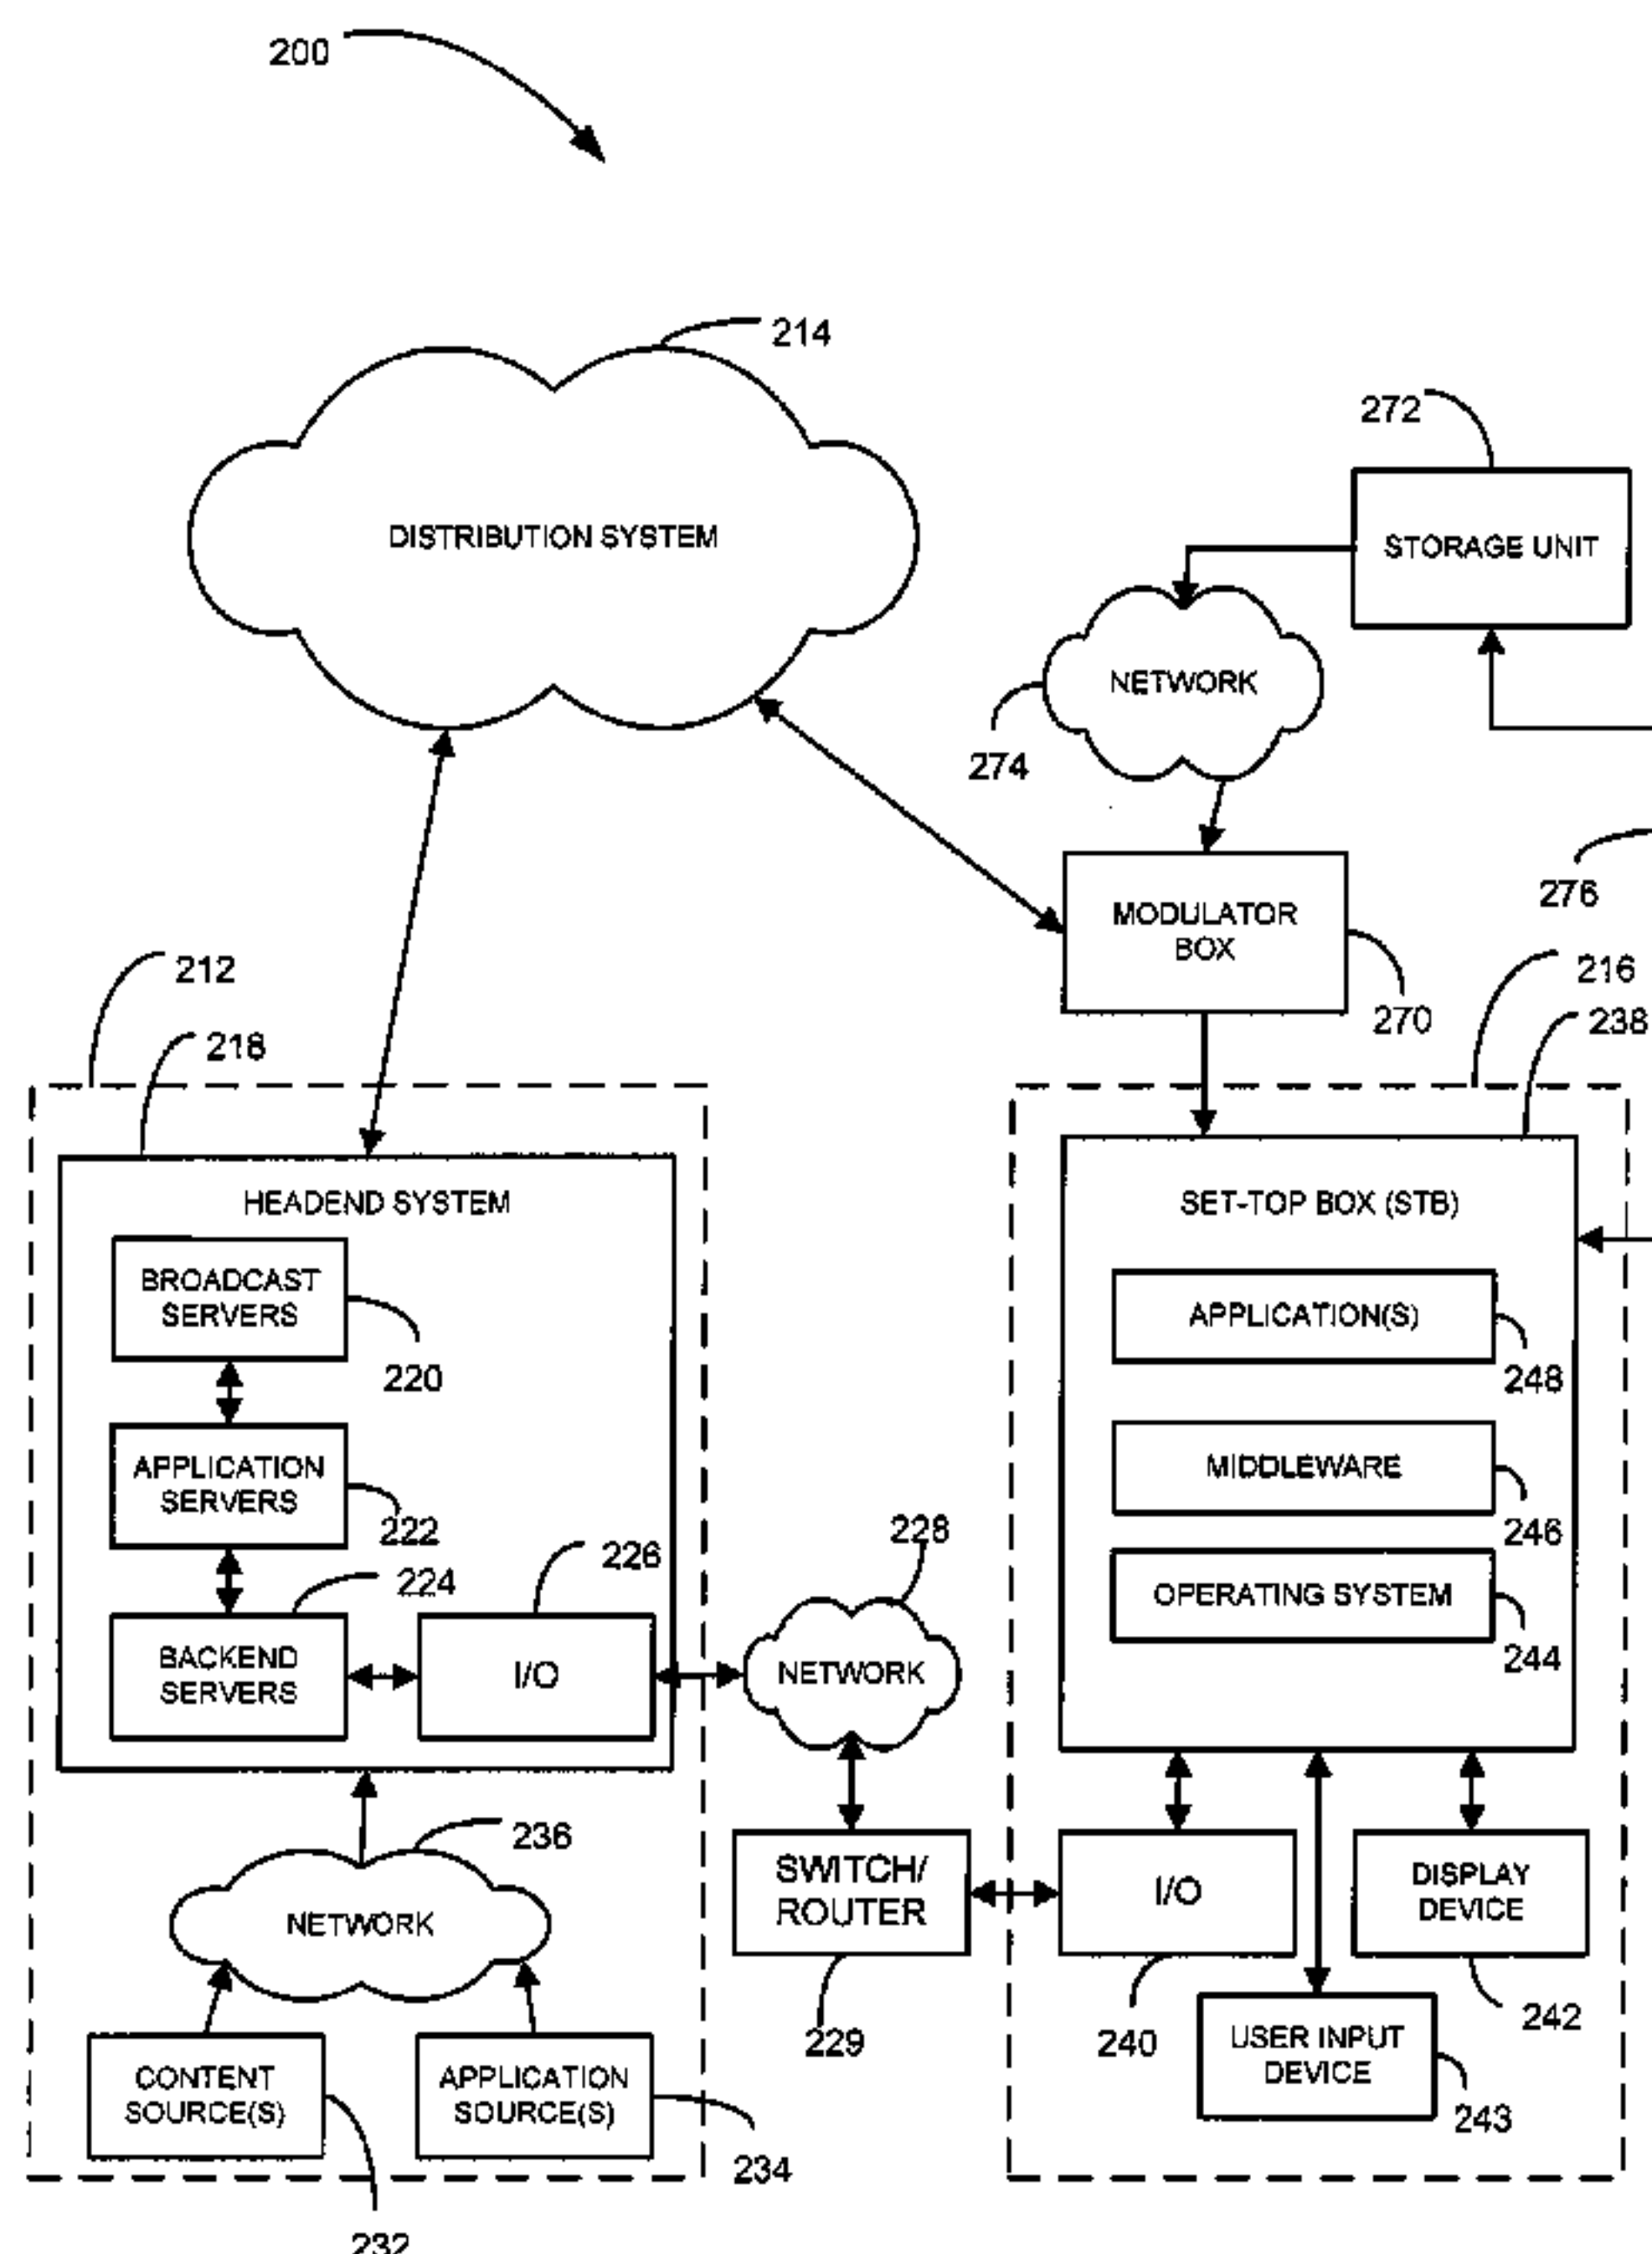 200
214
DISTRIBUTION SYSTEM
272
STORAGE UNIT
NETWORK
274
276
MODULATOR
BOX
270
212
218
216
238
HEADEND SYSTEM
BROADCAST
SERVERS
220
APPLICATION
SERVERS
222
224
226
BACKEND
SERVERS
I/O
228
NETWORK
SET-TOP BOX (STB)
APPLICATION(S)
248
MIDDLEWARE
246
OPERATING SYSTEM
244
236
NETWORK
SWITCH/
ROUTER
229
I/O
240
DISPLAY
DEVICE
242
USER INPUT
DEVICE
243
CONTENT
SOURCE(S)
232
APPLICATION
SOURCE(S)
234